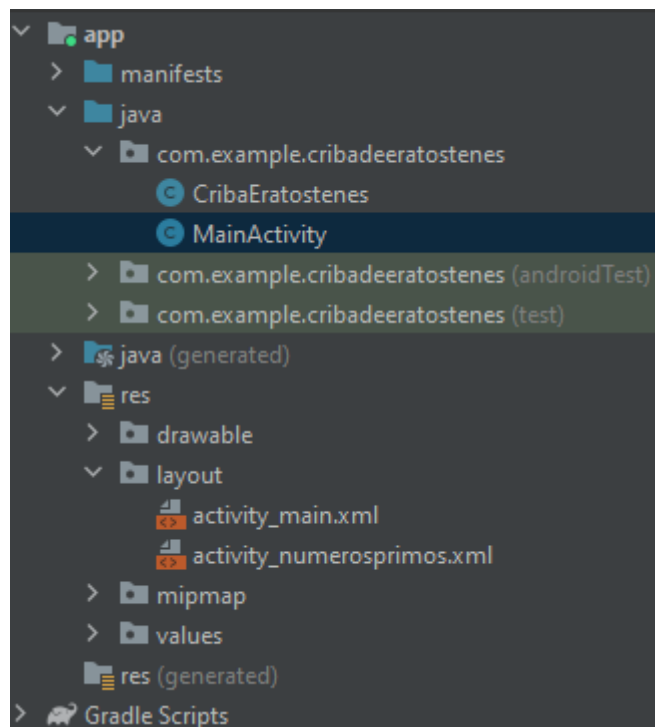 app
manifests
java
com.example.cribadeeratostenes
CribaEratostenes
MainActivity
com.example.cribadeeratostenes (androidTest)
com.example.cribadeeratostenes (test)
java (generated)
res
drawable
layout
activity_main.xml
activity_numerosprimos.xml
mipmap
values
res (generated)
Gradle Scripts